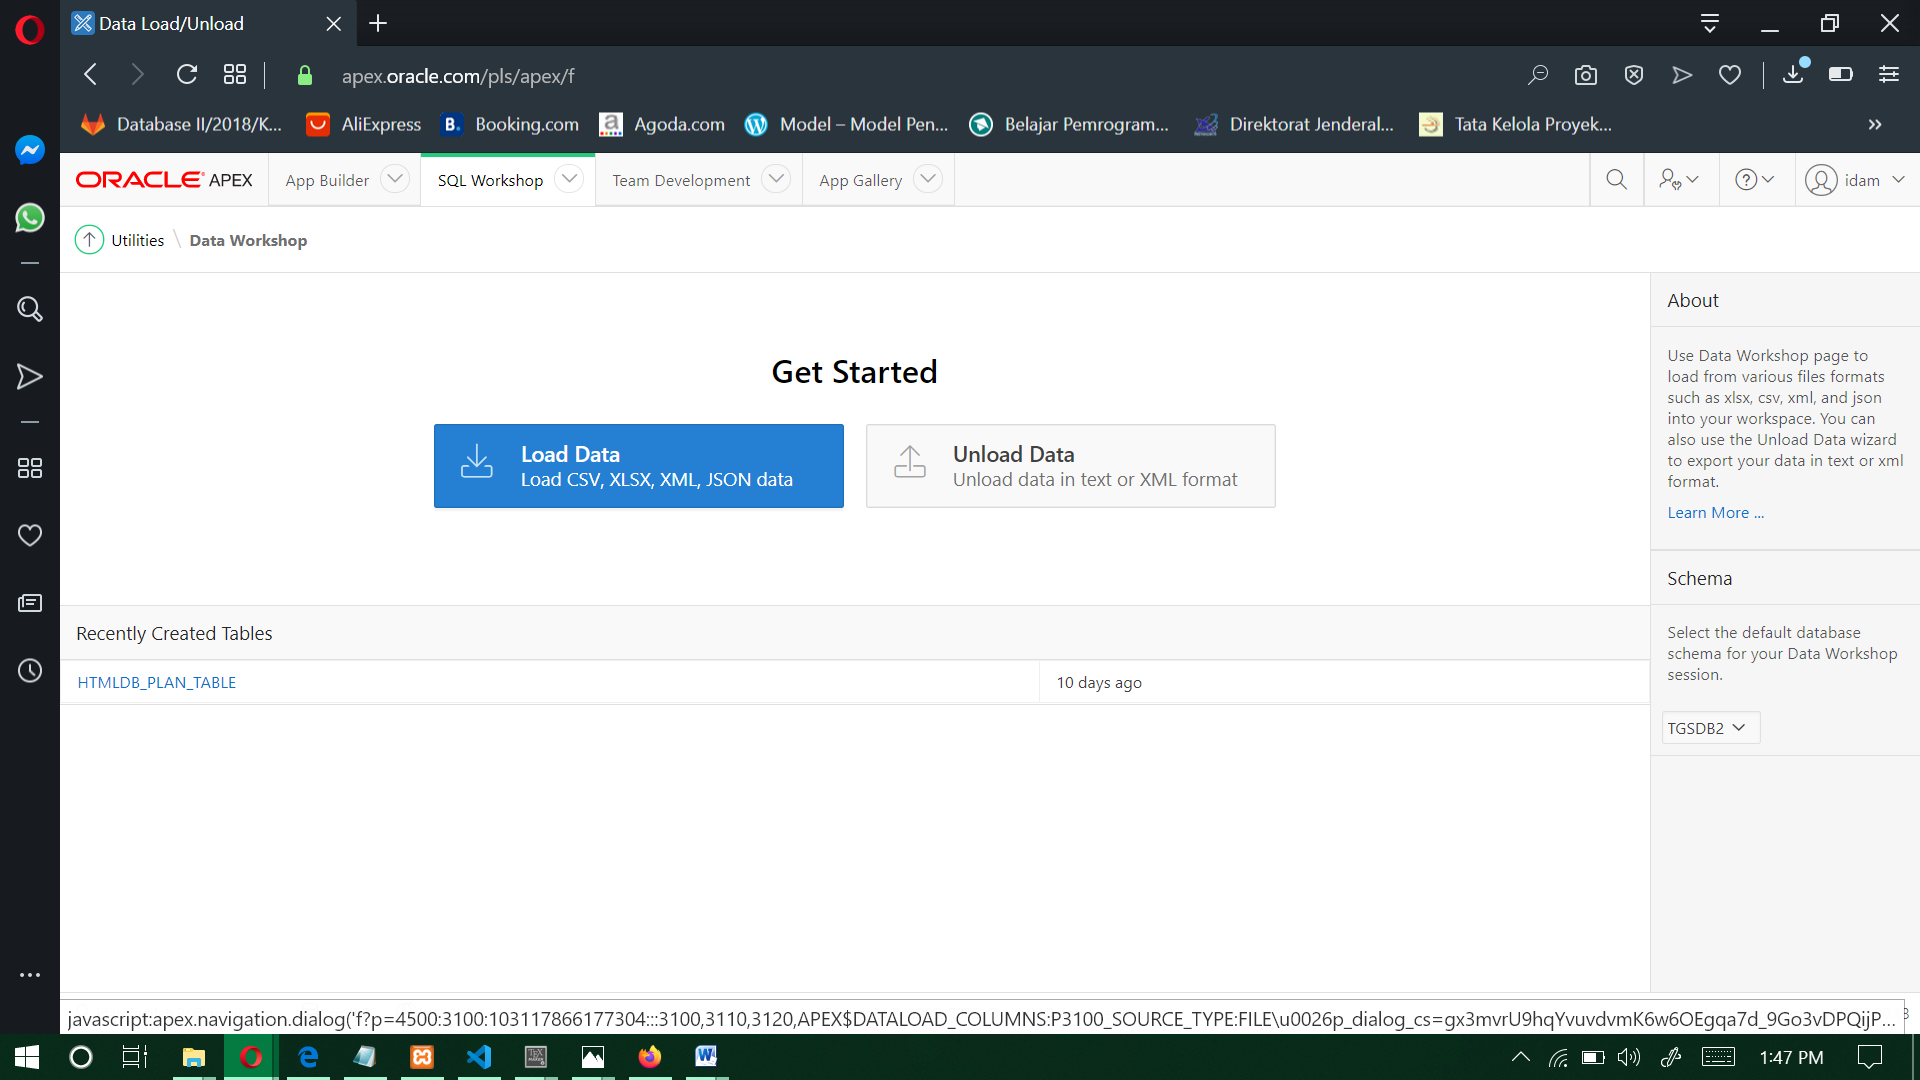 Data Load/Unload
apex.oracle.com/pls/apex/f
Database II/2018/K... AliExpress B. Booking.com a Agoda.com Model – Model Pen... Belajar Pemrogram... Direktorat Jenderal... Tata Kelola Proyek... »
ORACLE APEX App Builder SQL Workshop Team Development App Gallery idam
Utilities \ Data Workshop
Get Started
Load Data
Load CSV, XLSX, XML, JSON data
Unload Data
Unload data in text or XML format
Recently Created Tables
HTMLDB_PLAN_TABLE 10 days ago
About
Use Data Workshop page to
load from various files formats
such as xlsx, csv, xml, and json
into your workspace. You can
also use the Unload Data wizard
to export your data in text or xml
format.
Learn More ...
Schema
Select the default database
schema for your Data Workshop
session.
TGSDB2
javascript:apex.navigation.dialog('f?p=4500:3100:103117866177304:::3100,3110,3120,APEX$DATALOAD_COLUMNS:P3100_SOURCE_TYPE:FILE\u0026p_dialog_cs=gx3mvrU9hqYvuvdvmK6w6OEgqa7d_9Go3vDPQijP...
1:47 PM